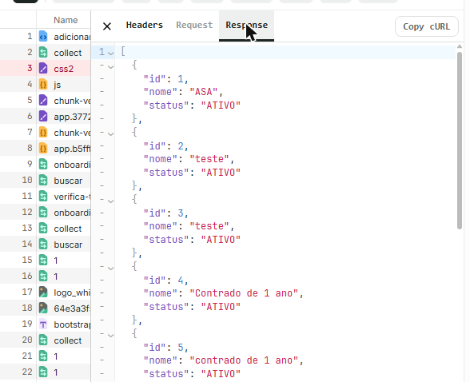 Name
Headers Request Response
Copy cURL
1 adicionar
2 collect
3 css2
4 js
5 chunk-ve
6 app.3772
7 chunk-ve
8 app.b5fff
9 onboardi
10 buscar
11 verifica-
12 onboardi
13 collect
14 buscar
15 1
16 1
17 logo_whi
18 64e3a3f
19 bootstrap
20 collect
21 1
22 1
1 [
{
"id": 1,
"nome": "ASA",
"status": "ATIVO"
},
{
"id": 2,
"nome": "teste",
"status": "ATIVO"
},
{
"id": 3,
"nome": "teste",
"status": "ATIVO"
},
{
"id": 4,
"nome": "Contrado de 1 ano",
"status": "ATIVO"
},
{
"id": 5,
"nome": "contrado de 1 ano",
"status": "ATIVO"